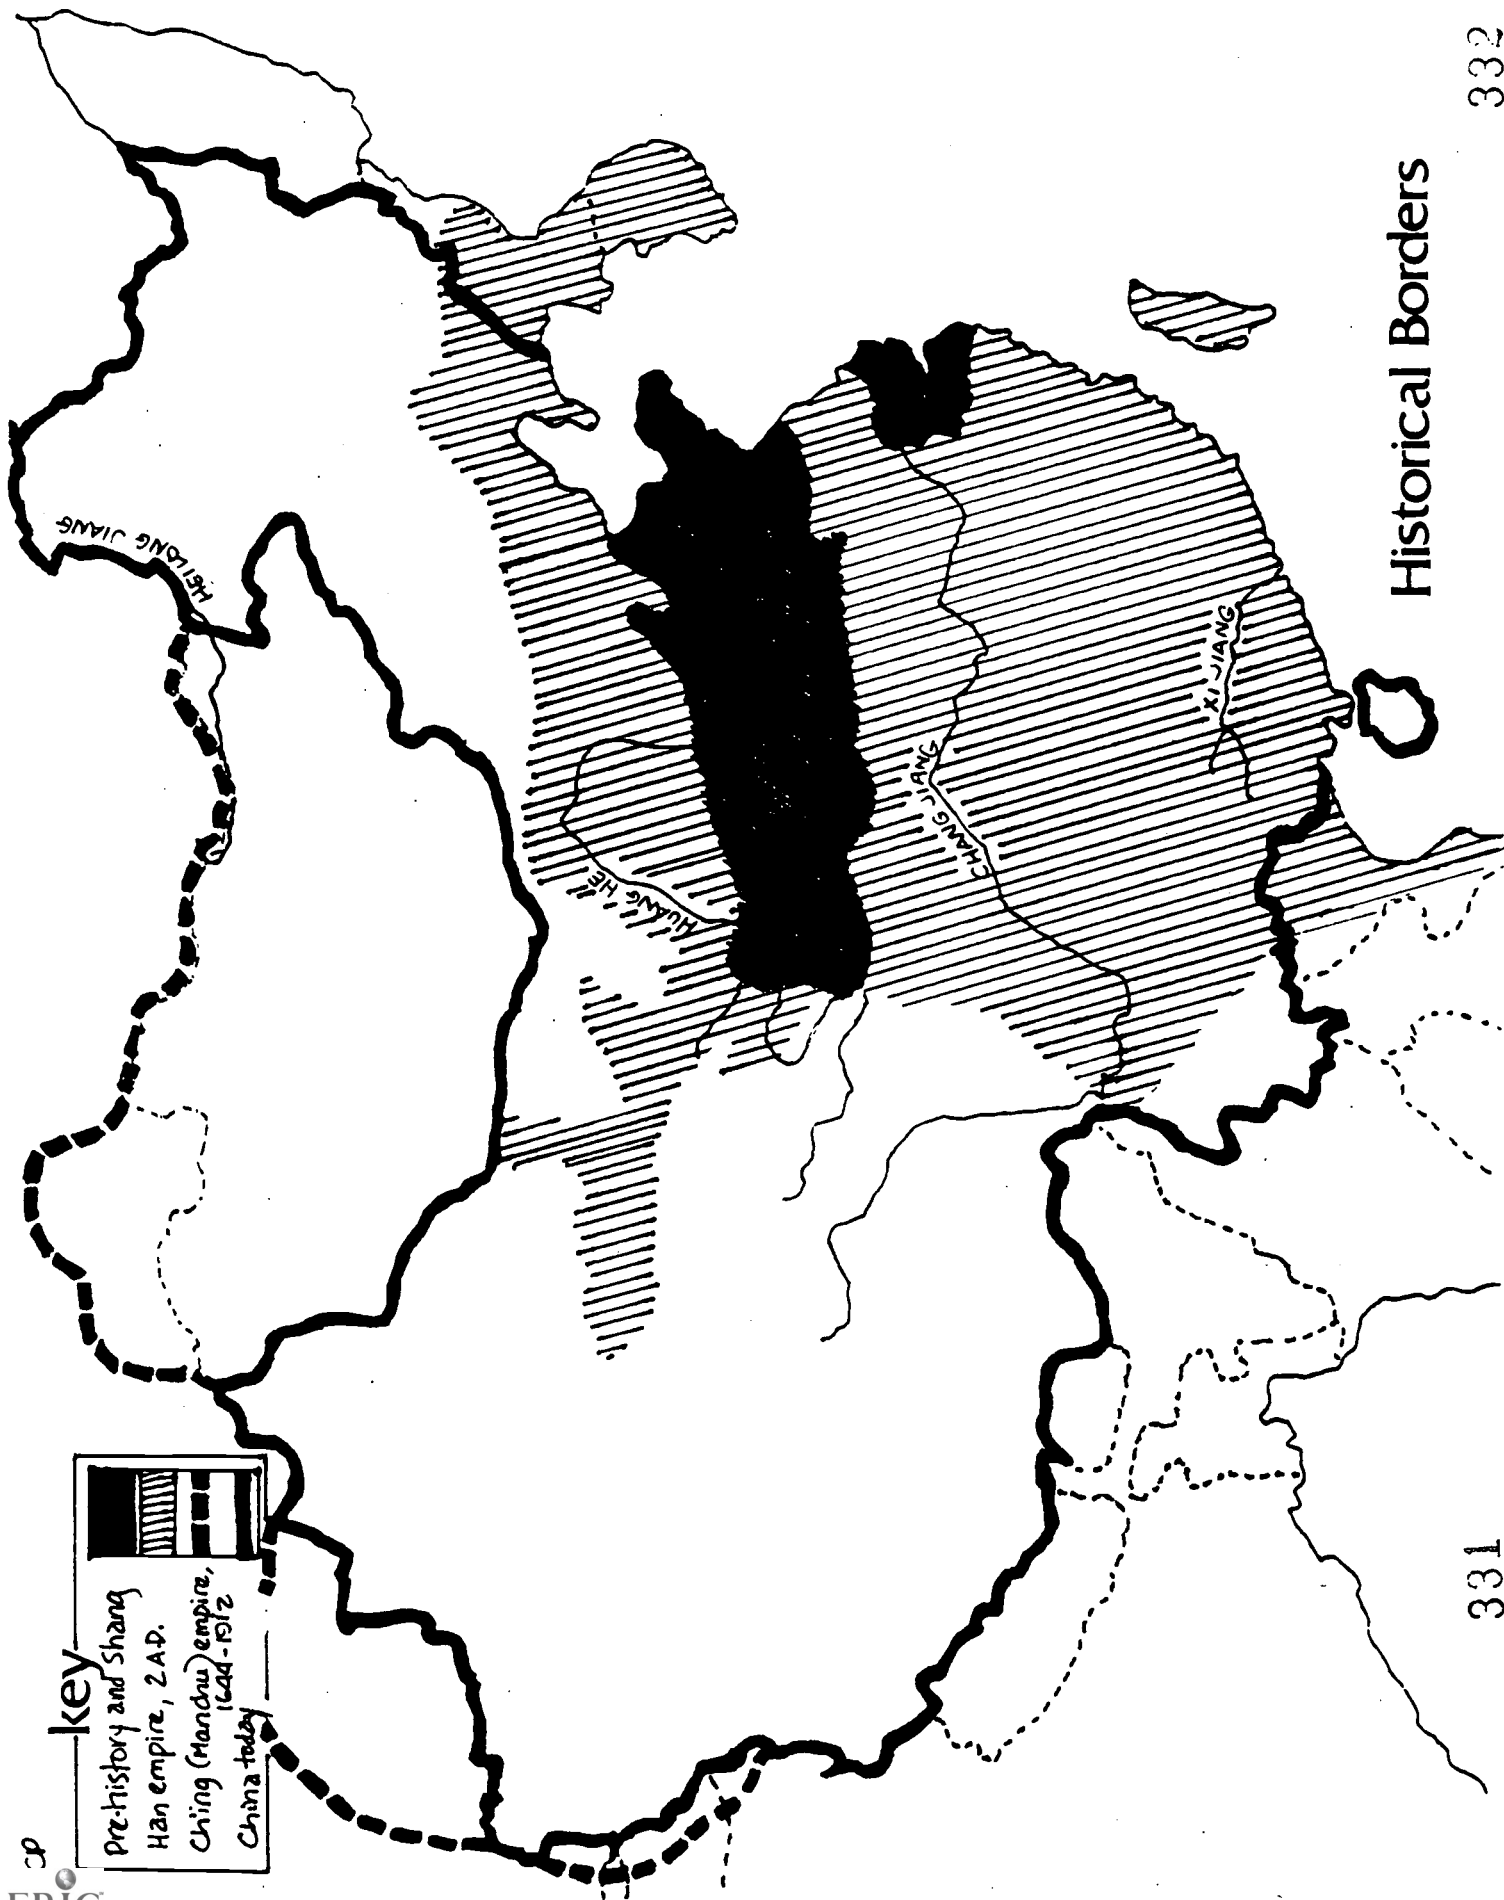 key
Pre-history and Shang
Han empire, 2 A.D.
Ch'ing (Manchu) empire,
1644-1912
China today
HEILONG JIANG
HUANG HE
CHANG JIANG
XI JIANG
Historical Borders
331
332
ERIC